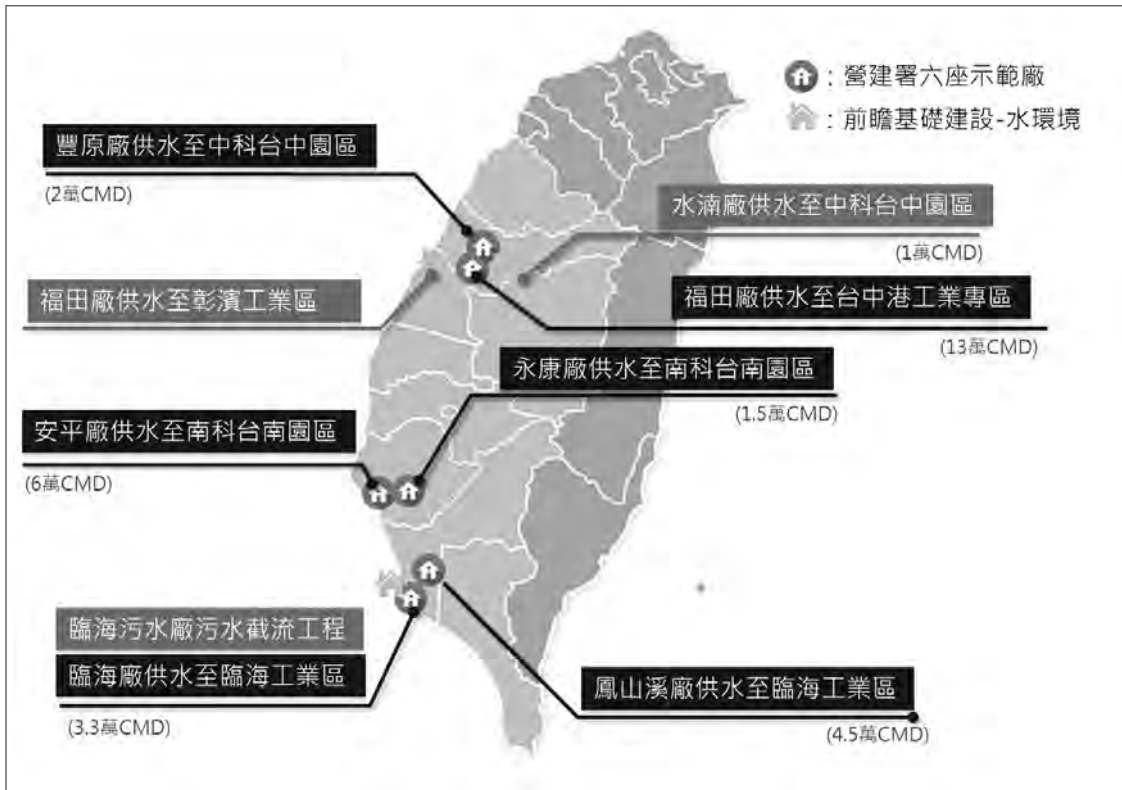 ：營建署六座示範廠
：前瞻基礎建設-水環境
豐原廠供水至中科台中園區
(2萬CMD)
水湳廠供水至中科台中園區
(1萬CMD)
福田廠供水至彰濱工業區
福田廠供水至台中港工業專區
(13萬CMD)
永康廠供水至南科台南園區
(1.5萬CMD)
安平廠供水至南科台南園區
(6萬CMD)
臨海污水廠污水截流工程
臨海廠供水至臨海工業區
(3.3萬CMD)
鳳山溪廠供水至臨海工業區
(4.5萬CMD)